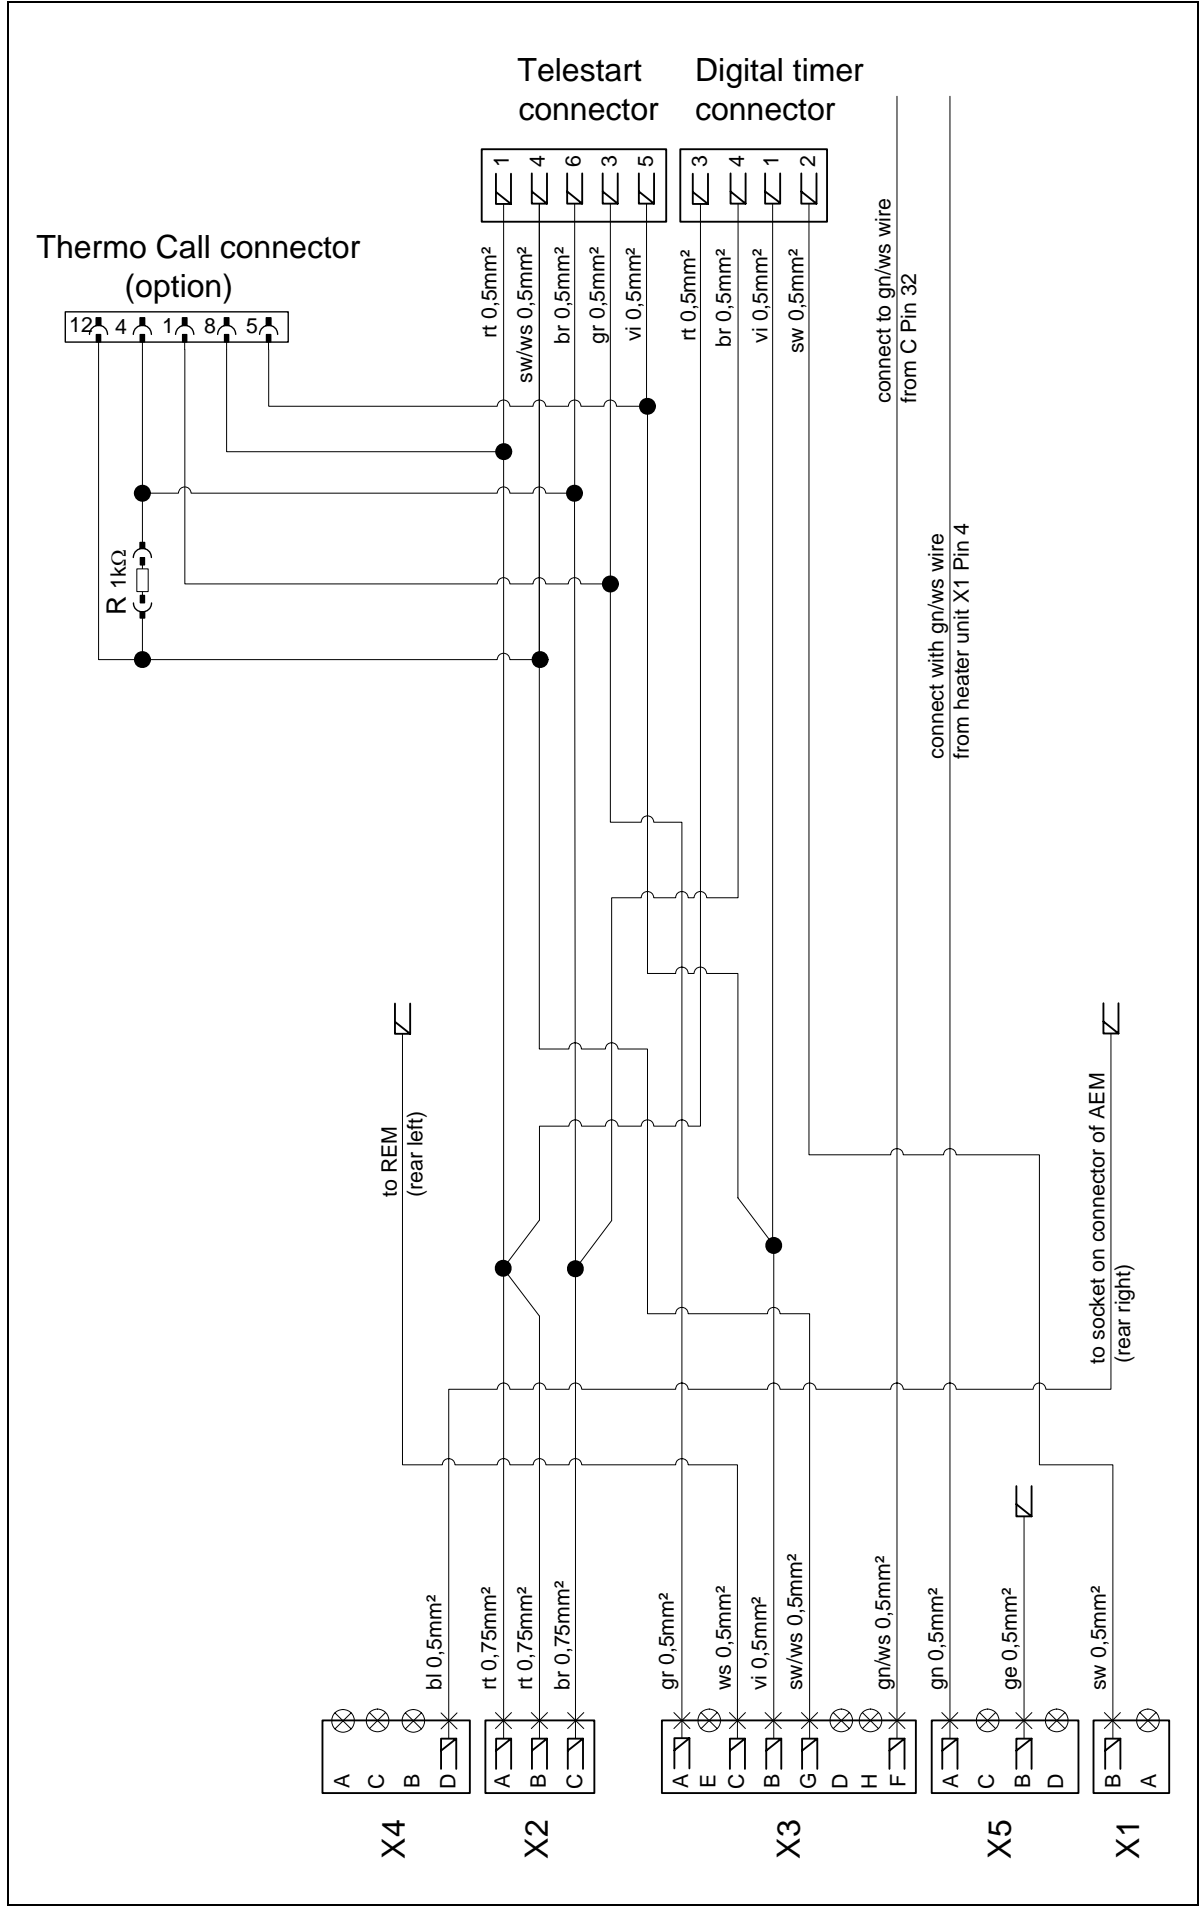 Telestart
connector
Digital timer
connector
1
4
6
3
5
3
4
1
2
Thermo Call connector
(option)
12
4
1
8
5
rt 0,5mm²
sw/ws 0,5mm²
br 0,5mm²
gr 0,5mm²
vi 0,5mm²
rt 0,5mm²
br 0,5mm²
vi 0,5mm²
sw 0,5mm²
connect to gn/ws wire
from C Pin 32
R 1kΩ
connect with gn/ws wire
from heater unit X1 Pin 4
to REM
(rear left)
to socket on connector of AEM
(rear right)
bl 0,5mm²
rt 0,75mm²
rt 0,75mm²
br 0,75mm²
gr 0,5mm²
ws 0,5mm²
vi 0,5mm²
sw/ws 0,5mm²
gn/ws 0,5mm²
gn 0,5mm²
ge 0,5mm²
sw 0,5mm²
A
C
B
D
A
B
C
A
E
C
B
G
D
H
F
A
C
B
D
B
A
X4
X2
X3
X5
X1